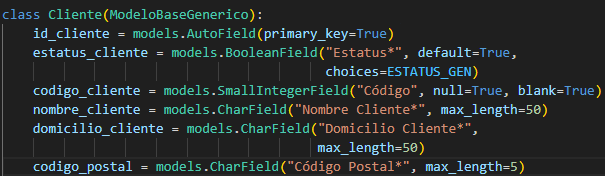 class Cliente(ModeloBaseGenerico):
    id_cliente = models.AutoField(primary_key=True)
    estatus_cliente = models.BooleanField("Estatus*", default=True,
                                          choices=ESTATUS_GEN)
    codigo_cliente = models.SmallIntegerField("Código", null=True, blank=True)
    nombre_cliente = models.CharField("Nombre Cliente*", max_length=50)
    domicilio_cliente = models.CharField("Domicilio Cliente*",
                                         max_length=50)
    codigo_postal = models.CharField("Código Postal*", max_length=5)